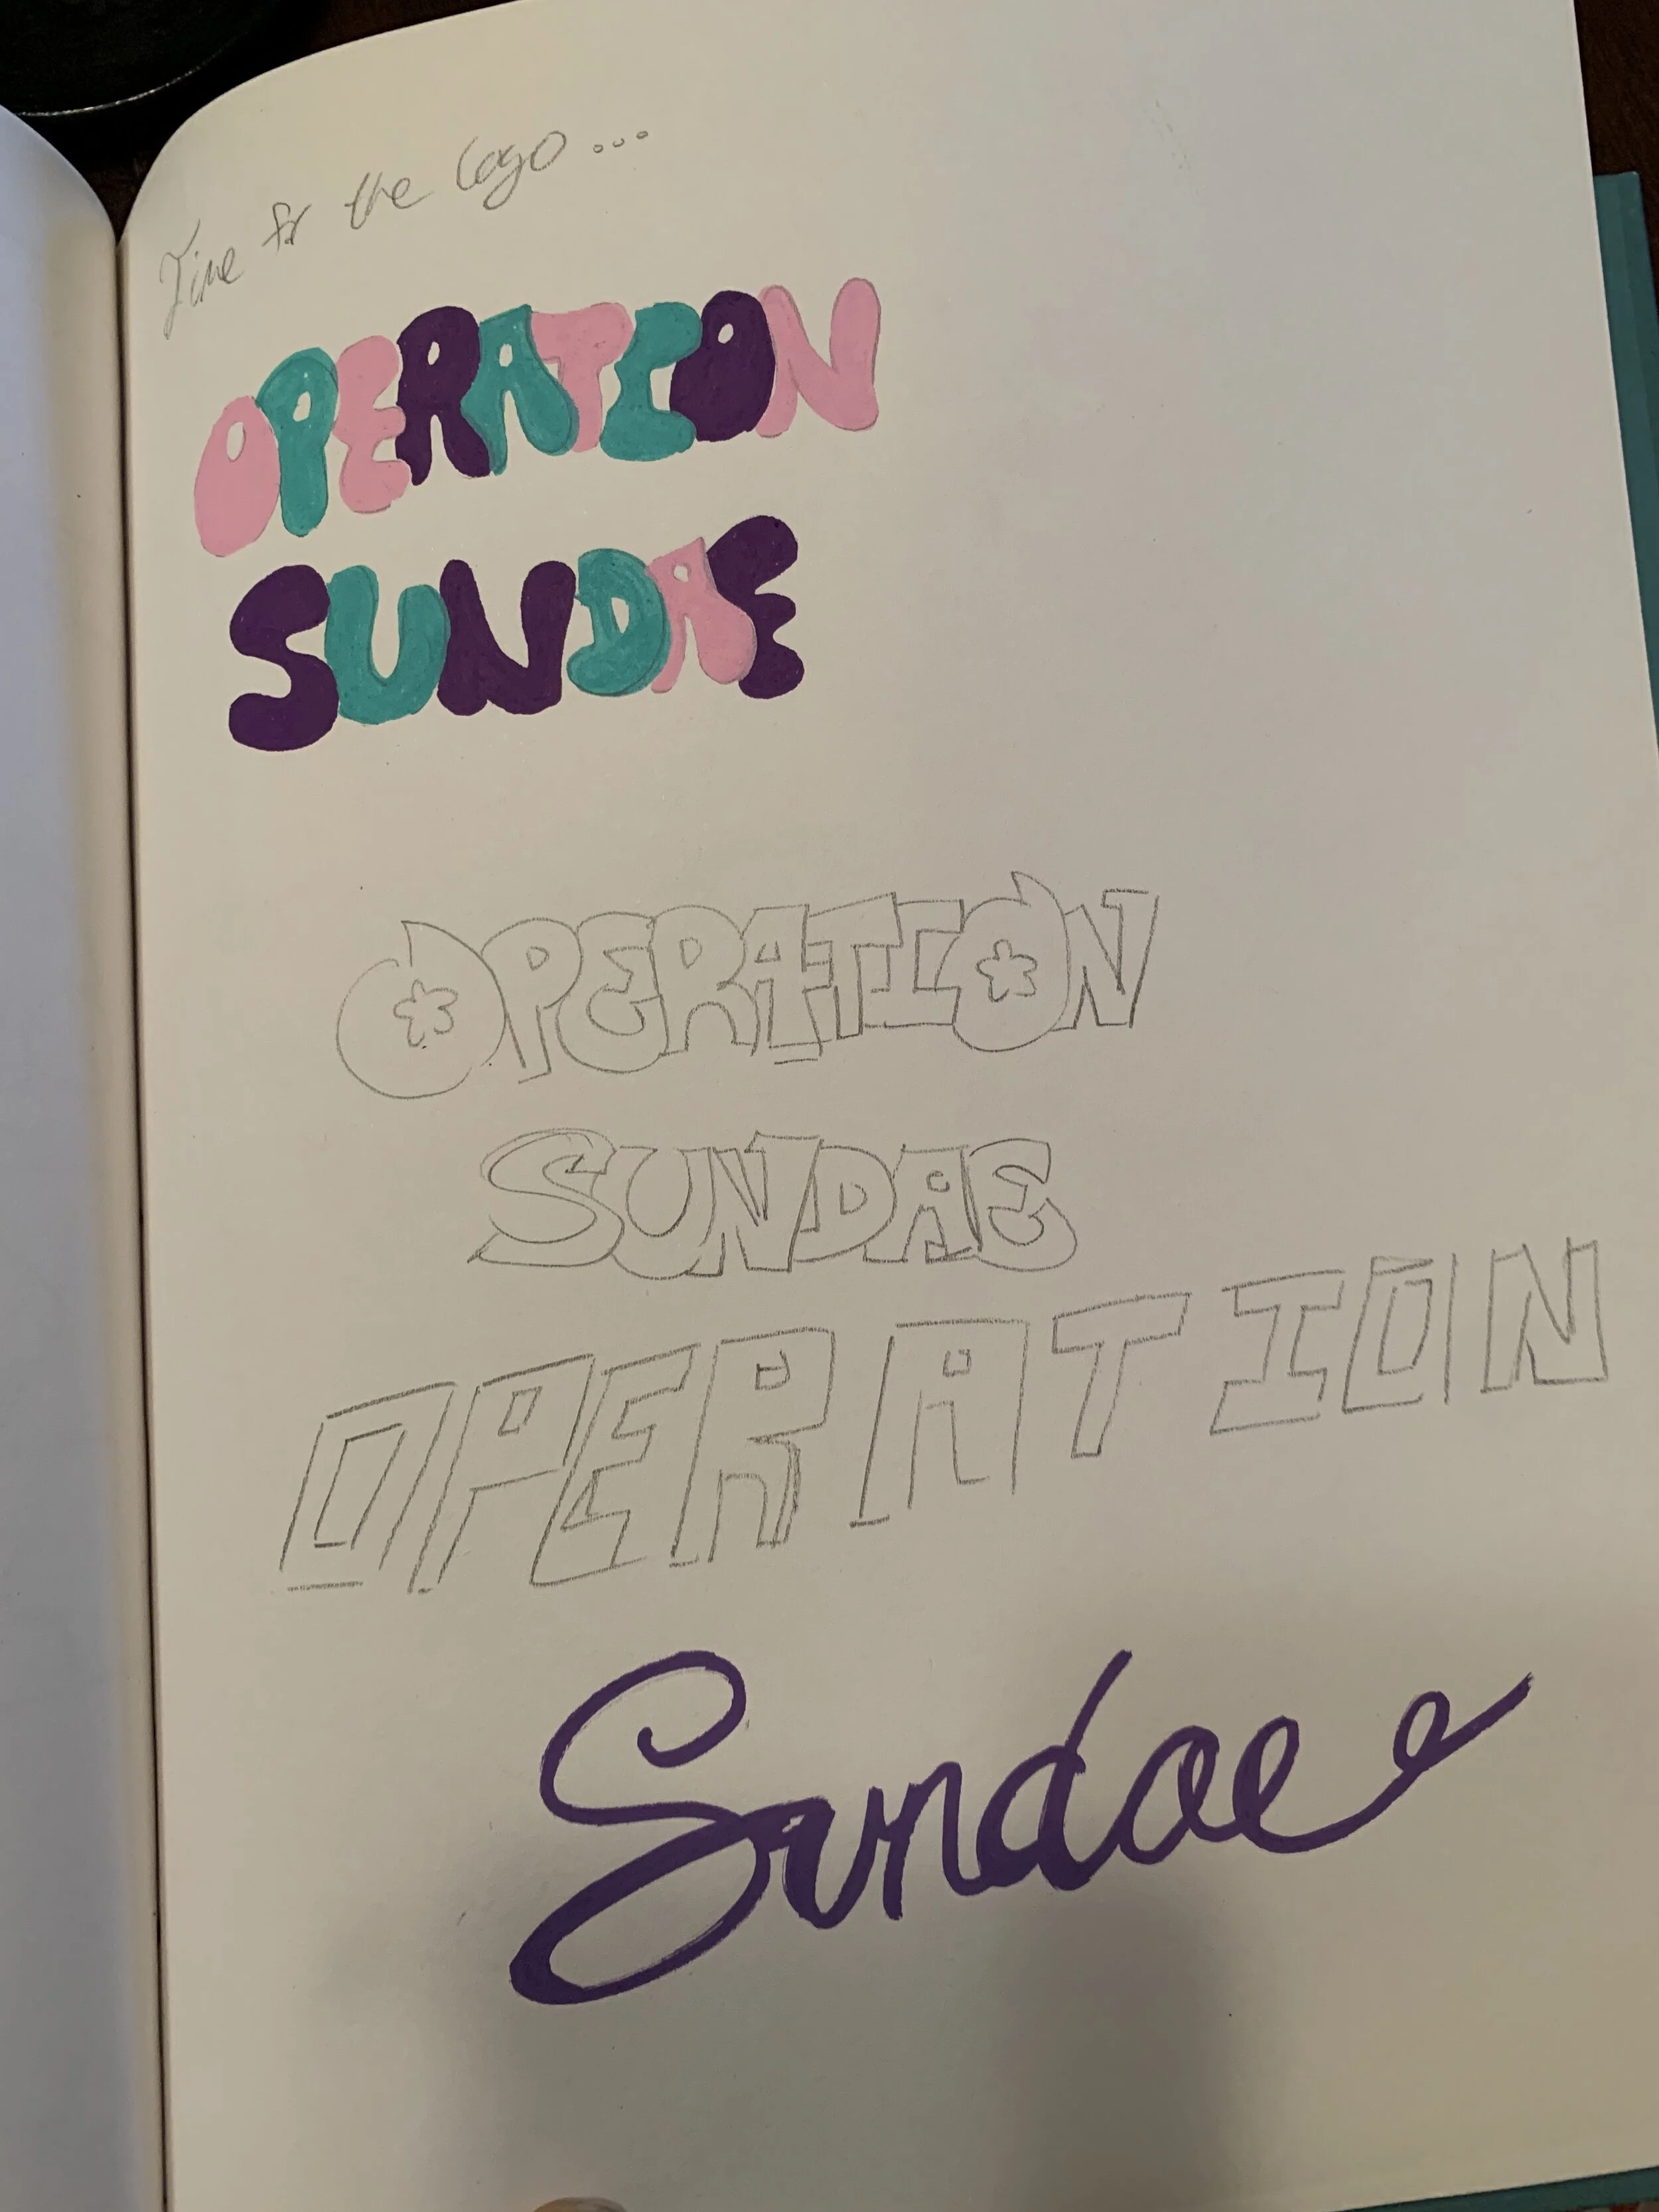 Time for the logo...
OPERATION
SUNDAE
OPERATION
SUNDAE
OPERATION
Sundae